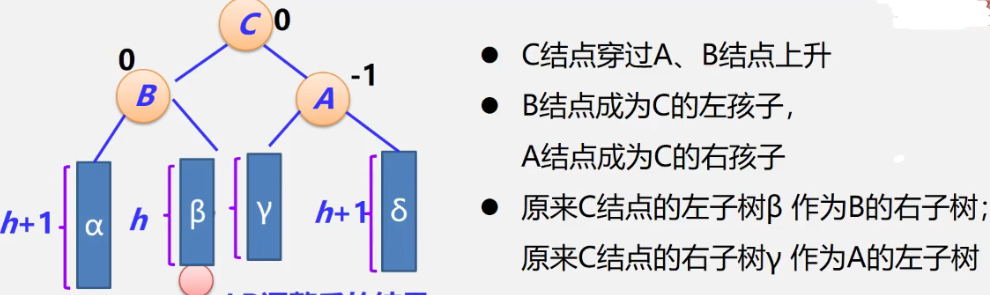 C 0
0
B
A -1
h+1 α
h β
γ
h+1 δ
● C结点穿过A、B结点上升
● B结点成为C的左孩子，
A结点成为C的右孩子
● 原来C结点的左子树β 作为B的右子树；
原来C结点的右子树γ 作为A的左子树